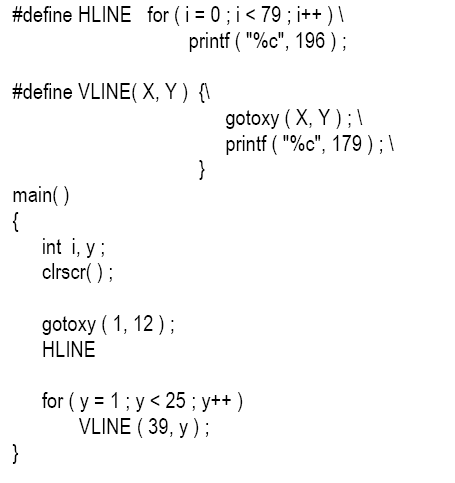 #define HLINE for ( i = 0 ; i < 79 ; i++ ) \
printf ( "%c", 196 ) ;
#define VLINE( X, Y ) {\
gotoxy ( X, Y ) ; \
printf ( "%c", 179 ) ; \
}
main( )
{
int i, y ;
clrscr( ) ;
gotoxy ( 1, 12 ) ;
HLINE
for ( y = 1 ; y < 25 ; y++ )
VLINE ( 39, y ) ;
}